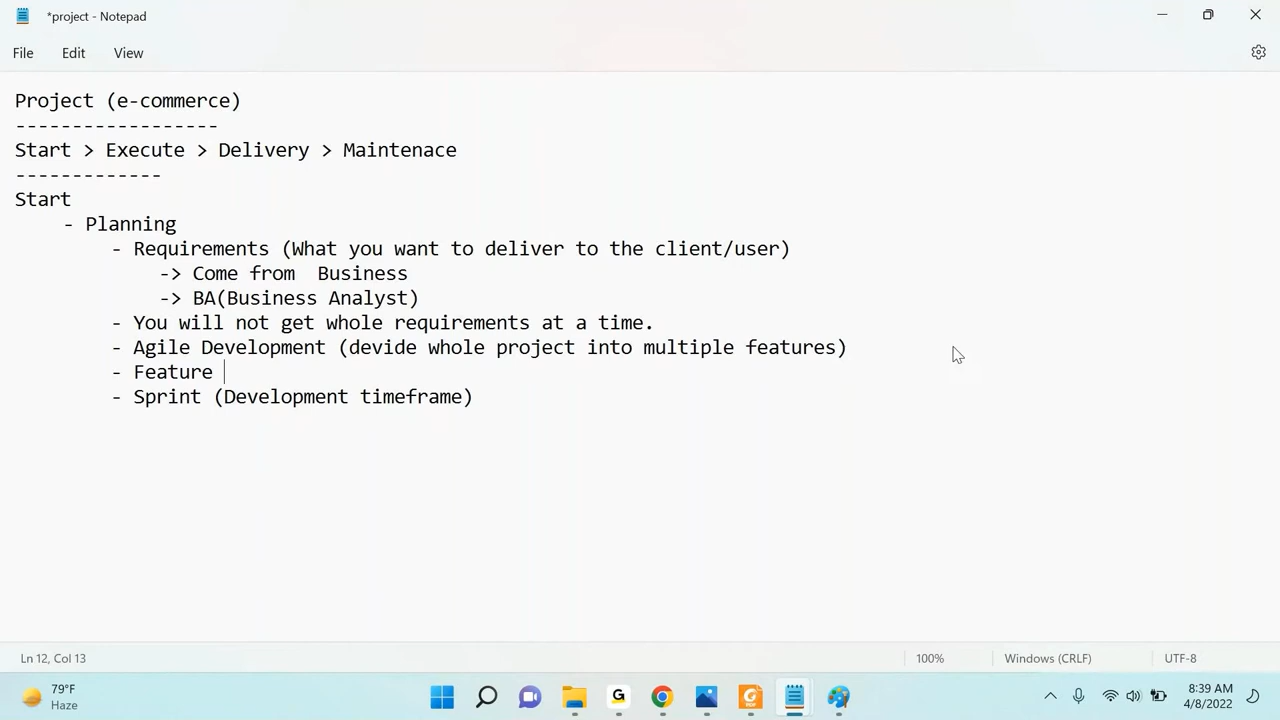 *project - Notepad
File Edit View
Project (e-commerce)
------------------
Start > Execute > Delivery > Maintenace
-------------
Start
- Planning
- Requirements (What you want to deliver to the client/user)
-> Come from  Business
-> BA(Business Analyst)
- You will not get whole requirements at a time.
- Agile Development (devide whole project into multiple features)
- Feature
- Sprint (Development timeframe)
Ln 12, Col 13 100% Windows (CRLF) UTF-8
79°F
Haze
G
PDF
8:39 AM
4/8/2022